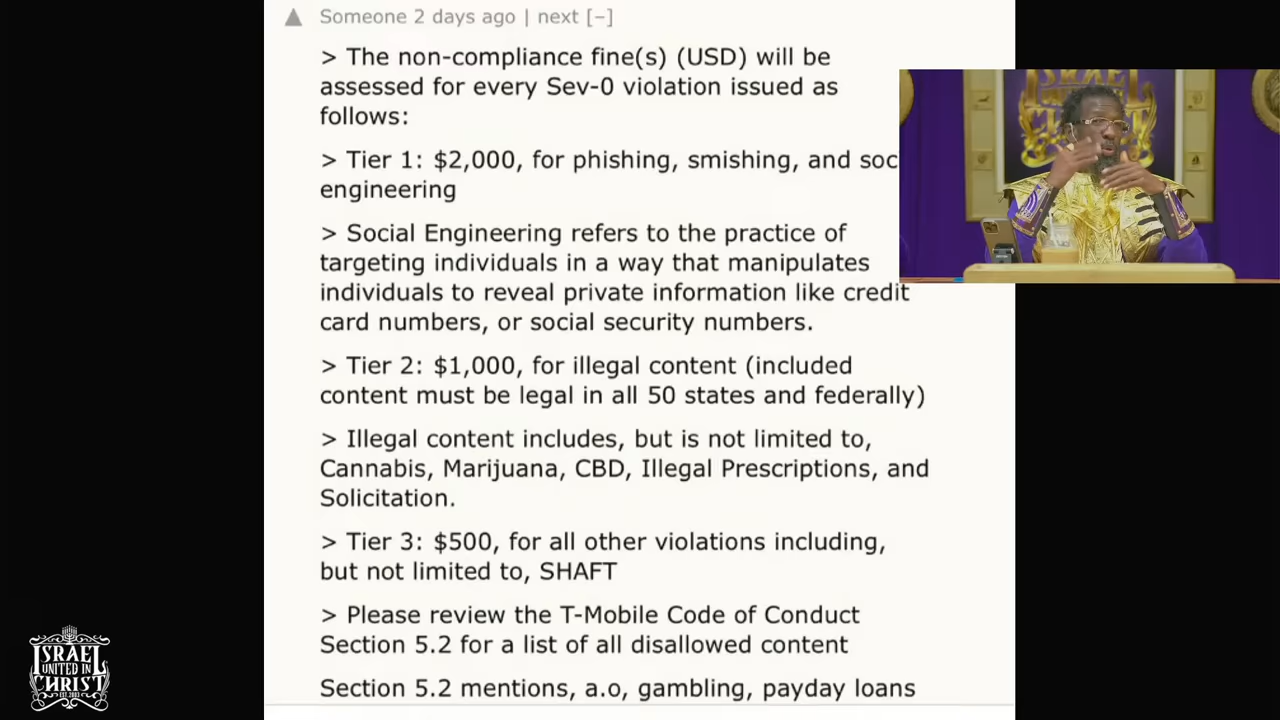 Someone 2 days ago | next [–]
> The non-compliance fine(s) (USD) will be
assessed for every Sev-0 violation issued as
follows:
> Tier 1: $2,000, for phishing, smishing, and soc
engineering
> Social Engineering refers to the practice of
targeting individuals in a way that manipulates
individuals to reveal private information like credit
card numbers, or social security numbers.
> Tier 2: $1,000, for illegal content (included
content must be legal in all 50 states and federally)
> Illegal content includes, but is not limited to,
Cannabis, Marijuana, CBD, Illegal Prescriptions, and
Solicitation.
> Tier 3: $500, for all other violations including,
but not limited to, SHAFT
> Please review the T-Mobile Code of Conduct
Section 5.2 for a list of all disallowed content
Section 5.2 mentions, a.o, gambling, payday loans
ISRAEL
UNITED IN
CHRIST
EST. 2003
ISRAEL
CHRIST